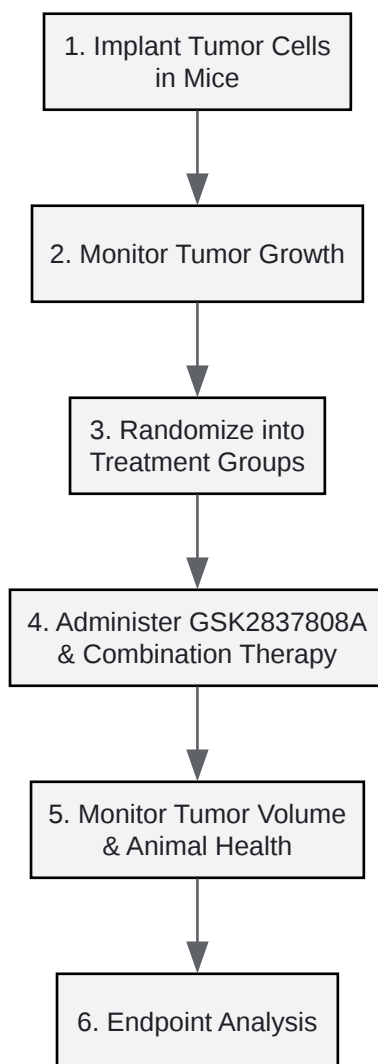 1. Implant Tumor Cells
in Mice
2. Monitor Tumor Growth
3. Randomize into
Treatment Groups
4. Administer GSK2837808A
& Combination Therapy
5. Monitor Tumor Volume
& Animal Health
6. Endpoint Analysis